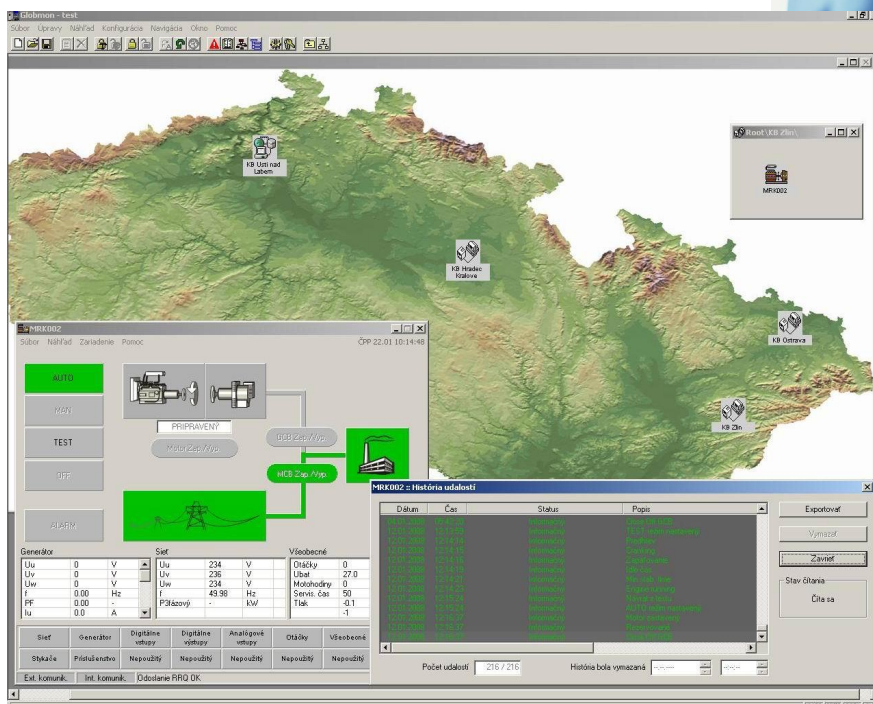 Globmon - test
Súbor Úpravy Náhľad Konfigurácia Navigácia Okno Pomoc
KB Usti nad
Labem
KB Hradec
Kralove
KB Ostrava
KB Zlin
Root\KB Zlin\
MRK002
MRK002
Súbor Náhľad Zariadenie Pomoc
ČPP 22.01 10:14:48
AUTO
MAN
TEST
OFF
ALARM
PRIPRAVENÝ
Motor Zap./Vyp.
GCB Zap./Vyp.
MCB Zap./Vyp.
Generátor
Uu 0 V
Uv 0 V
Uw 0 V
f 0.00 Hz
PF 0.00 -
Iu 0.0 A
Sieť
Uu 234 V
Uv 236 V
Uw 234 V
f 49.98 Hz
P3fázový - kW
Všeobecné
Otáčky 0
Ubat 27.0
Motohodiny 0
Servis. čas 50
Tlak -0.1
-1
Sieť Generátor Digitálne vstupy Digitálne výstupy Analógové vstupy Otáčky Všeobecné
Stykače Príslušenstvo Nepoužitý Nepoužitý Nepoužitý Nepoužitý Nepoužitý
Ext. komunik. Int. komunik. Odoslanie RRQ OK
MRK002 :: História udalostí
Dátum Čas Status Popis
Exportovať
Vymazať
Zavrieť
Stav čítania
Číta sa
Počet udalostí 216 / 216 História bola vymazaná